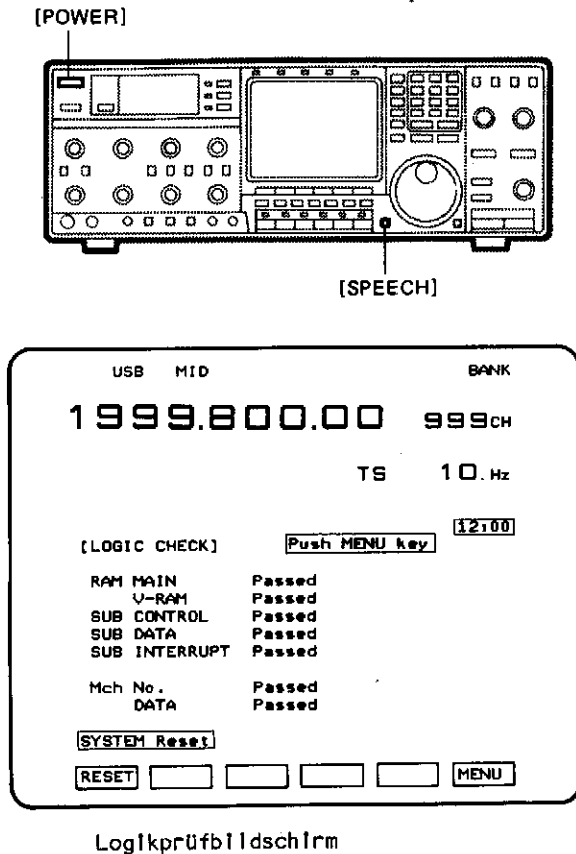 [POWER]
[SPEECH]
USB MID BANK
1999.800.00 999CH
TS 10.Hz
12:00
[LOGIC CHECK] Push MENU key
RAM MAIN Passed
V-RAM Passed
SUB CONTROL Passed
SUB DATA Passed
SUB INTERRUPT Passed
Mch No. Passed
DATA Passed
SYSTEM Reset
RESET MENU
Logikprüfbildschirm